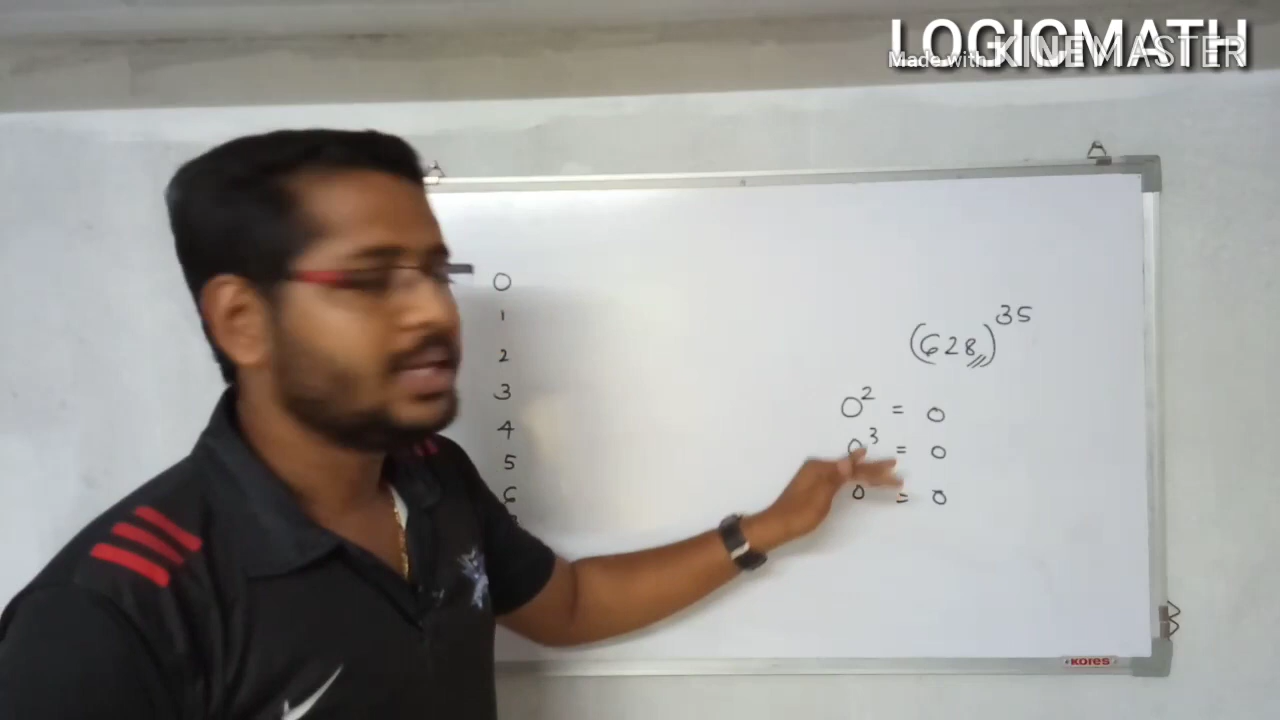 LOGICMATH
Made with KINEMASTER
0
1
2
3
4
5
6
(628)³⁵
0² = 0
0³ = 0
0 = 0
KORES